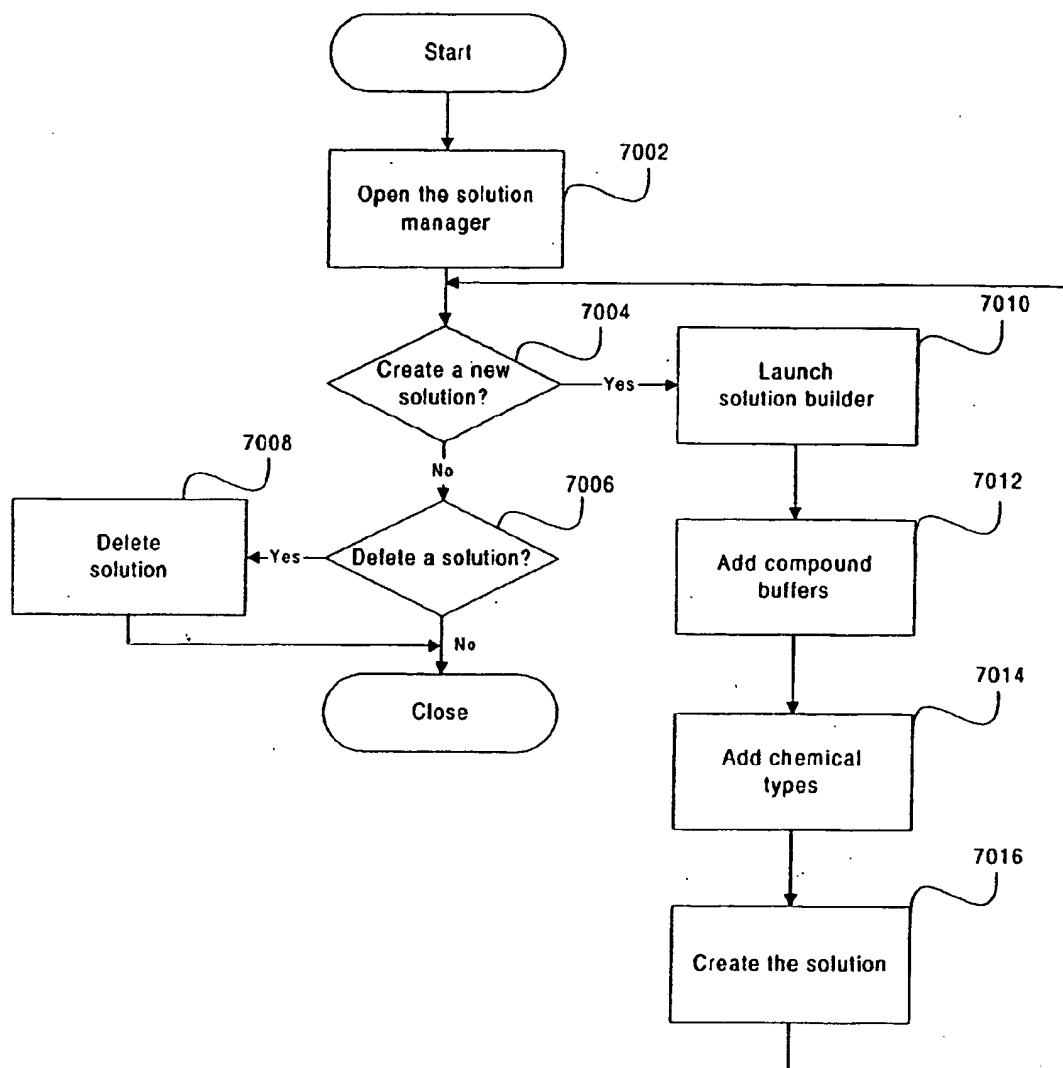 Start
7002
Open the solution
manager
7010
7004
Create a new
solution?
Yes
Launch
solution builder
No
7008
7006
7012
Delete
solution
Yes
Delete a solution?
Add compound
buffers
No
Close
7014
Add chemical
types
7016
Create the solution